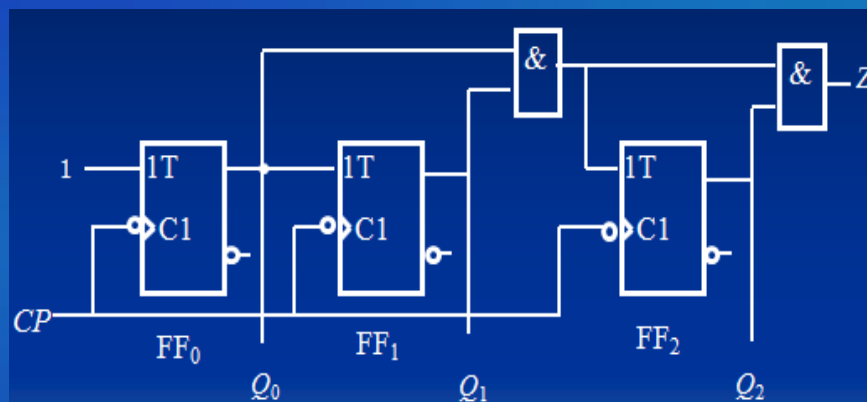 &
&
Z
1
1T
1T
1T
C1
C1
C1
CP
FF₀
FF₁
FF₂
Q₀
Q₁
Q₂